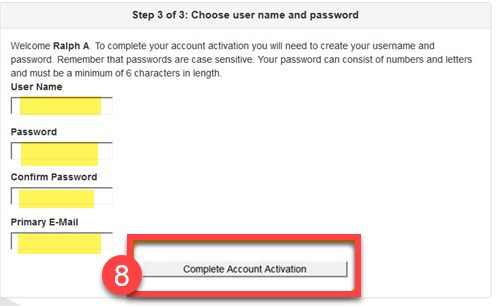 Step 3 of 3: Choose user name and password
Welcome Ralph A. To complete your account activation you will need to create your username and
password. Remember that passwords are case sensitive. Your password can consist of numbers and letters
and must be a minimum of 6 characters in length.
User Name
Password
Confirm Password
Primary E-Mail
8
Complete Account Activation